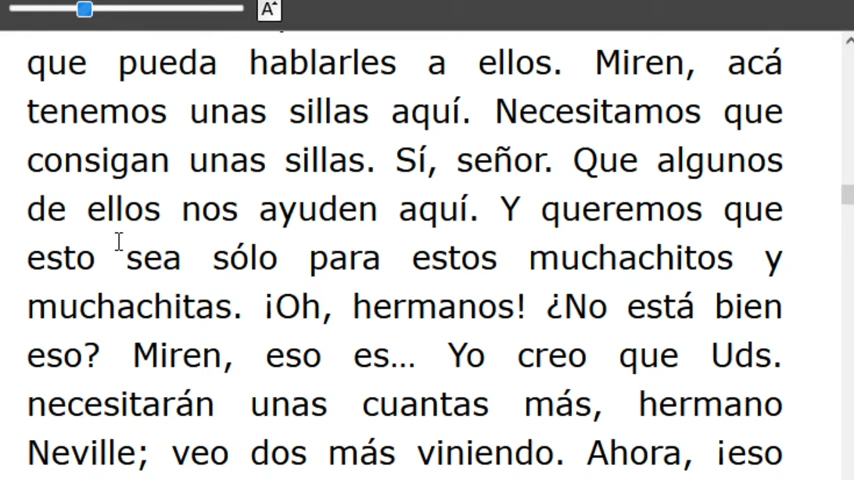 A
que pueda hablarles a ellos. Miren, acá
tenemos unas sillas aquí. Necesitamos que
consigan unas sillas. Sí, señor. Que algunos
de ellos nos ayuden aquí. Y queremos que
esto sea sólo para estos muchachitos y
muchachitas. ¡Oh, hermanos! ¿No está bien
eso? Miren, eso es… Yo creo que Uds.
necesitarán unas cuantas más, hermano
Neville; veo dos más viniendo. Ahora, ¡eso